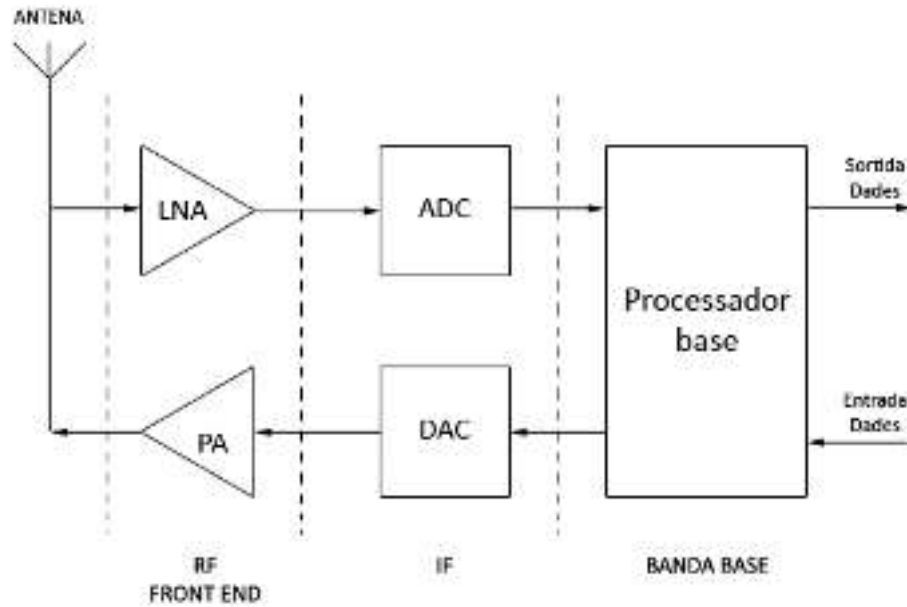 ANTENA
LNA
ADC
Sortida
Dades
Processador
base
PA
DAC
Entrada
Dades
RF
FRONT END
IF
BANDA BASE